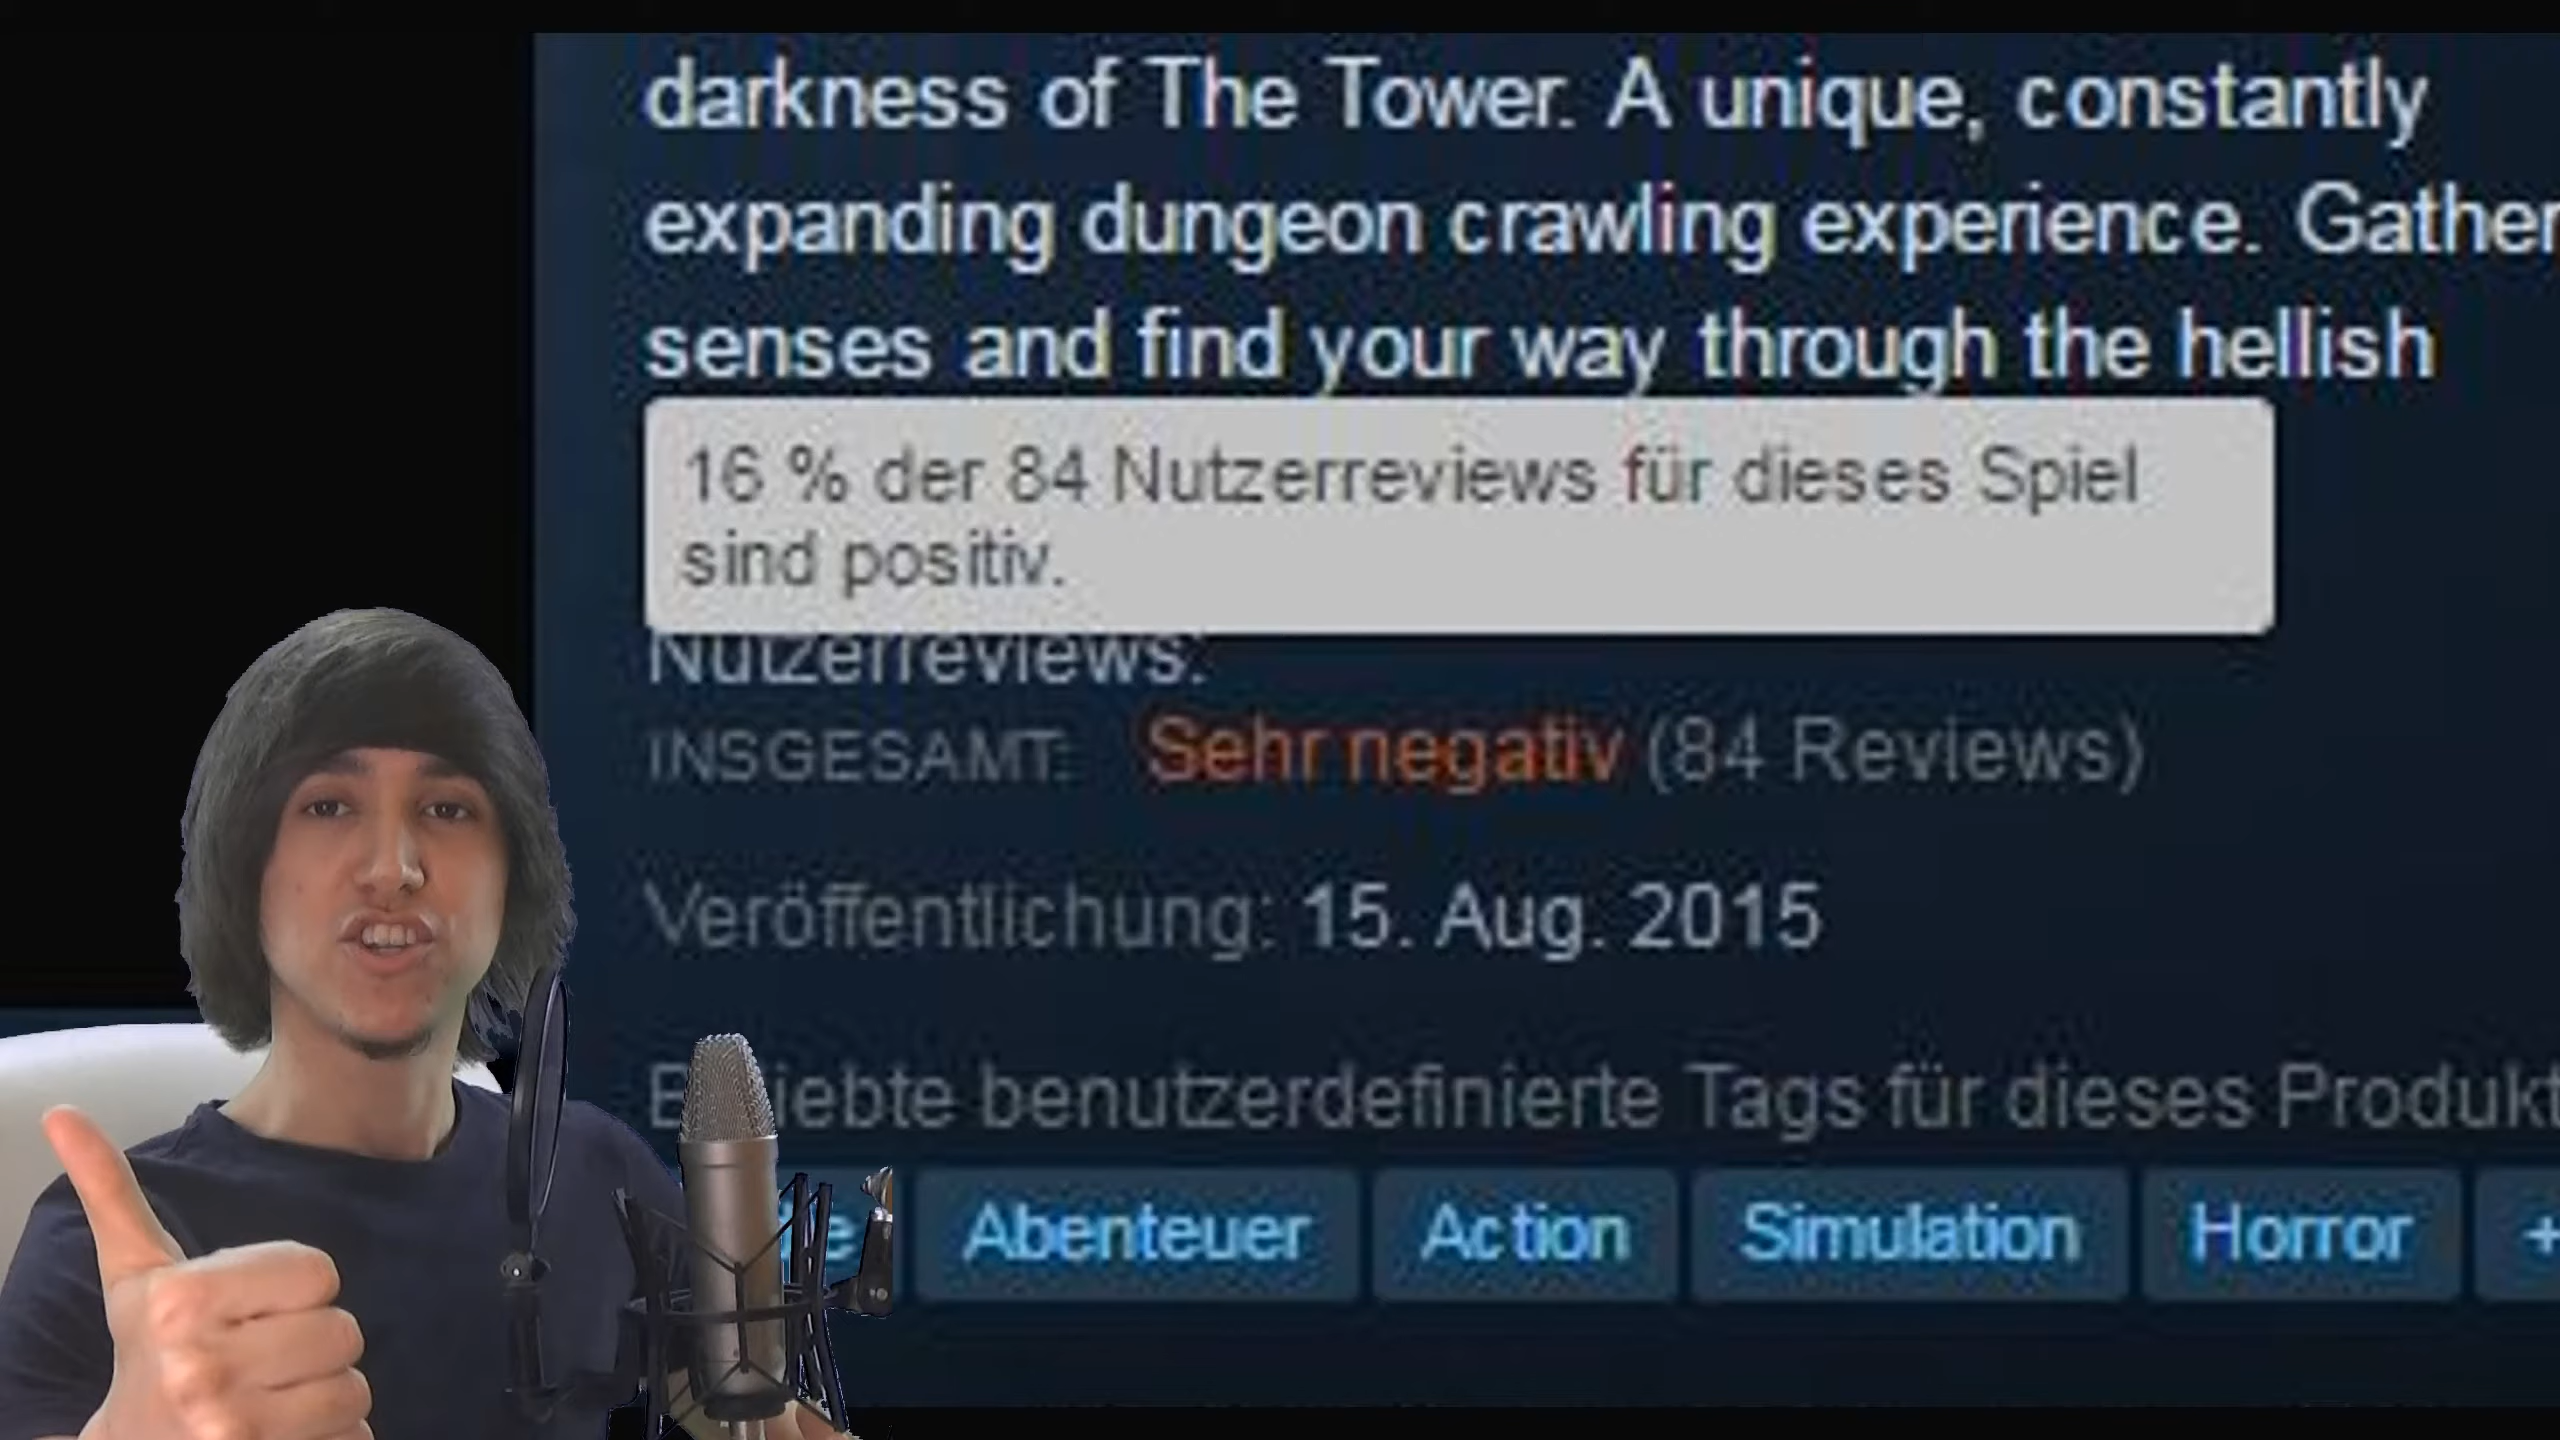 darkness of The Tower. A unique, constantly
expanding dungeon crawling experience. Gather
senses and find your way through the hellish
16 % der 84 Nutzerreviews für dieses Spiel
sind positiv.
Nutzerreviews:
INSGESAMT: Sehr negativ (84 Reviews)
Veröffentlichung: 15. Aug. 2015
benutzerdefinierte Tags für dieses Produkt
Abenteuer Action Simulation Horror +